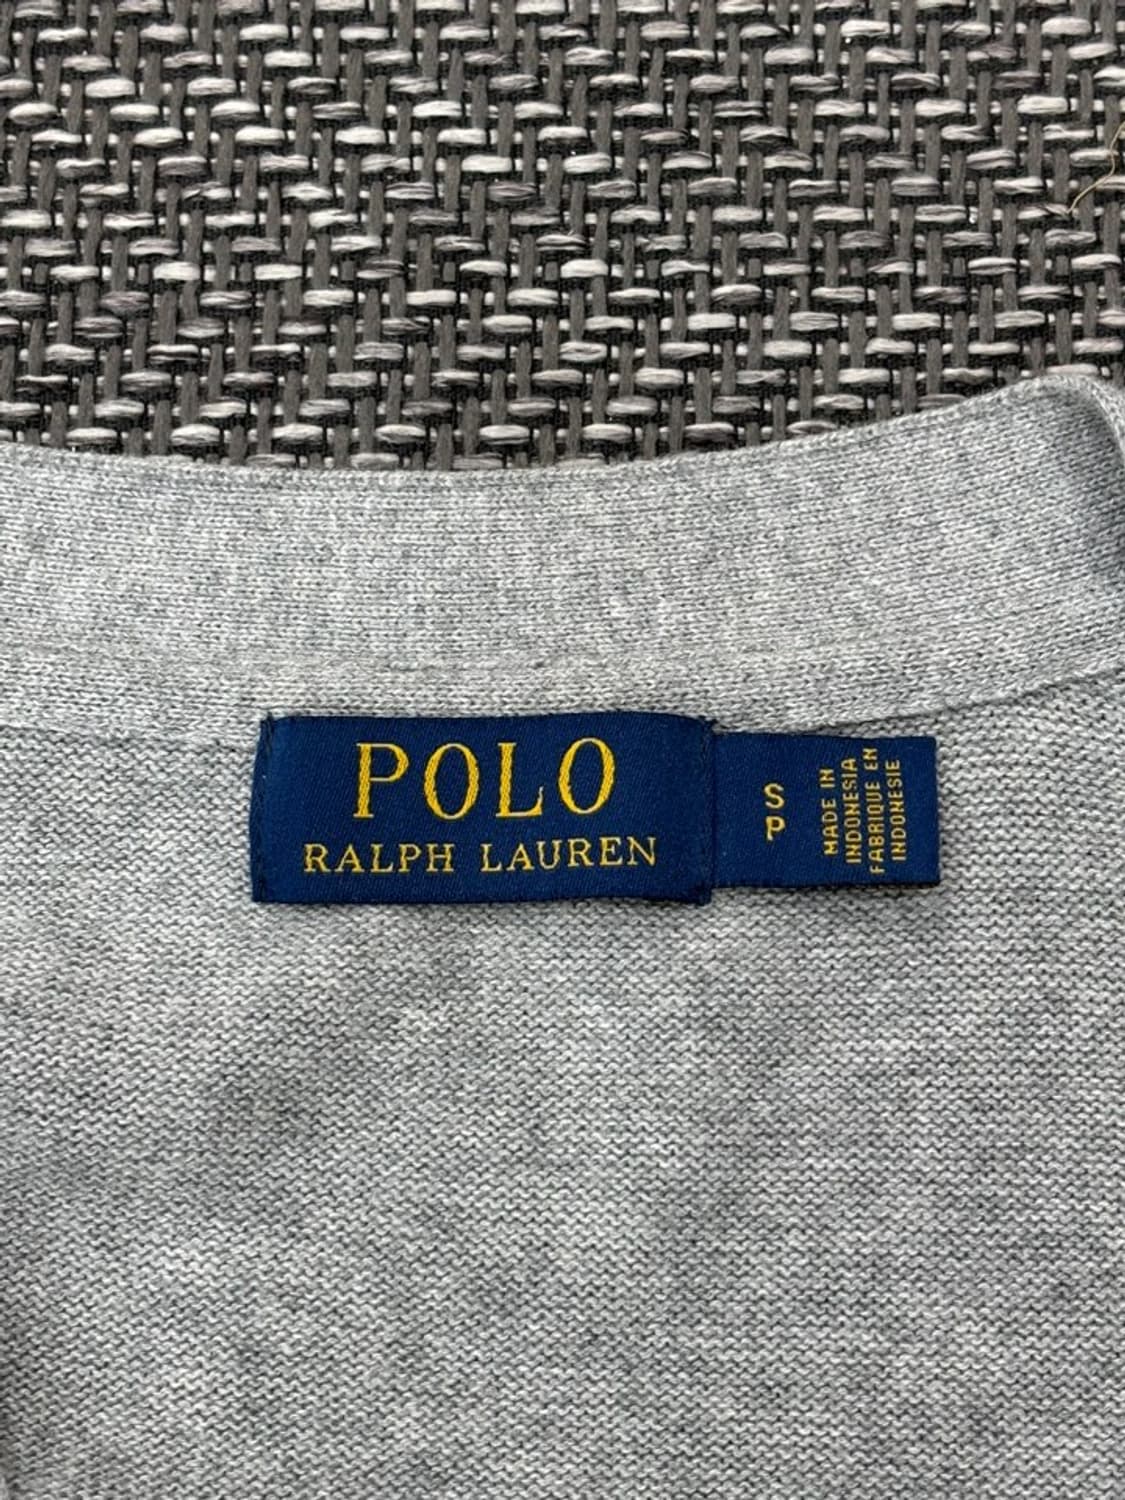 POLO
RALPH LAUREN
S
P
MADE IN
INDONESIA
FABRIQUE EN
INDONESIE